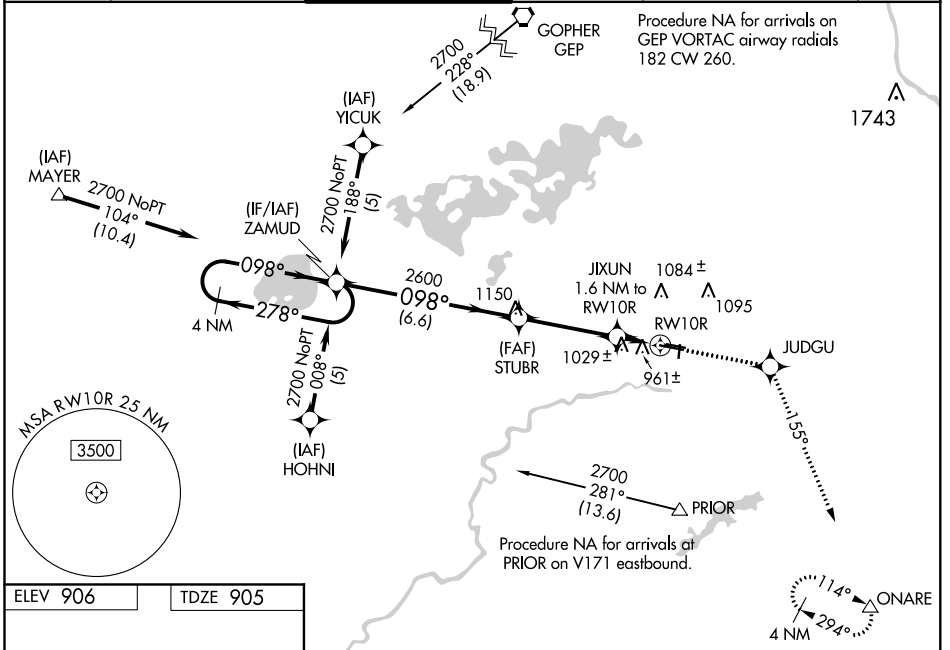 GOPHER
GEP
Procedure NA for arrivals on
GEP VORTAC airway radials
182 CW 260.
2700
228°
(18.9)
1743
(IAF)
YICUK
(IAF)
MAYER
2700 NoPT
104°
(10.4)
2700 NoPT
188°
(5)
(IF/IAF)
ZAMUD
098°
278°
4 NM
2600
098°
(6.6)
1150
(FAF)
STUBR
JIXUN
1.6 NM to
RW10R
1084 ±
1095
RW10R
1029 ±
961±
JUDGU
155°
2700 NoPT
008°
(5)
(IAF)
HOHNI
MSA RW10R 25 NM
3500
2700
281°
(13.6)
PRIOR
Procedure NA for arrivals at
PRIOR on V171 eastbound.
114°
294°
4 NM
ONARE
ELEV 906
TDZE 905